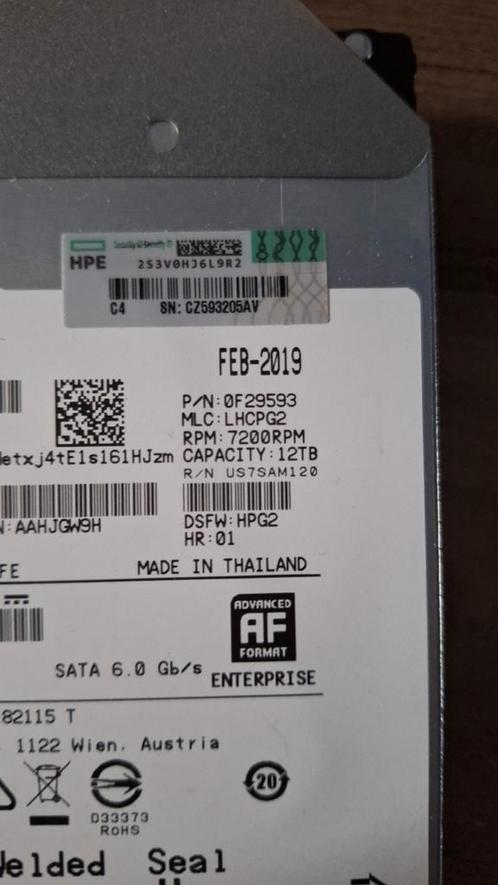 Security ID
HPE
2S3V0HJ6L9R2
C4 SN: CZ593205AV
FEB-2019
P/N:0F29593
MLC:LHCPG2
RPM:7200RPM
etxj4tE1s161HJzm CAPACITY:12TB
R/N US7SAM120
N:AAHJGW9H
DSFW:HPG2
HR:01
FE MADE IN THAILAND
ADVANCED
AF
FORMAT
SATA 6.0 Gb/s
ENTERPRISE
82115 T
1122 Wien, Austria
20
D33373
RoHS
Welded Seal